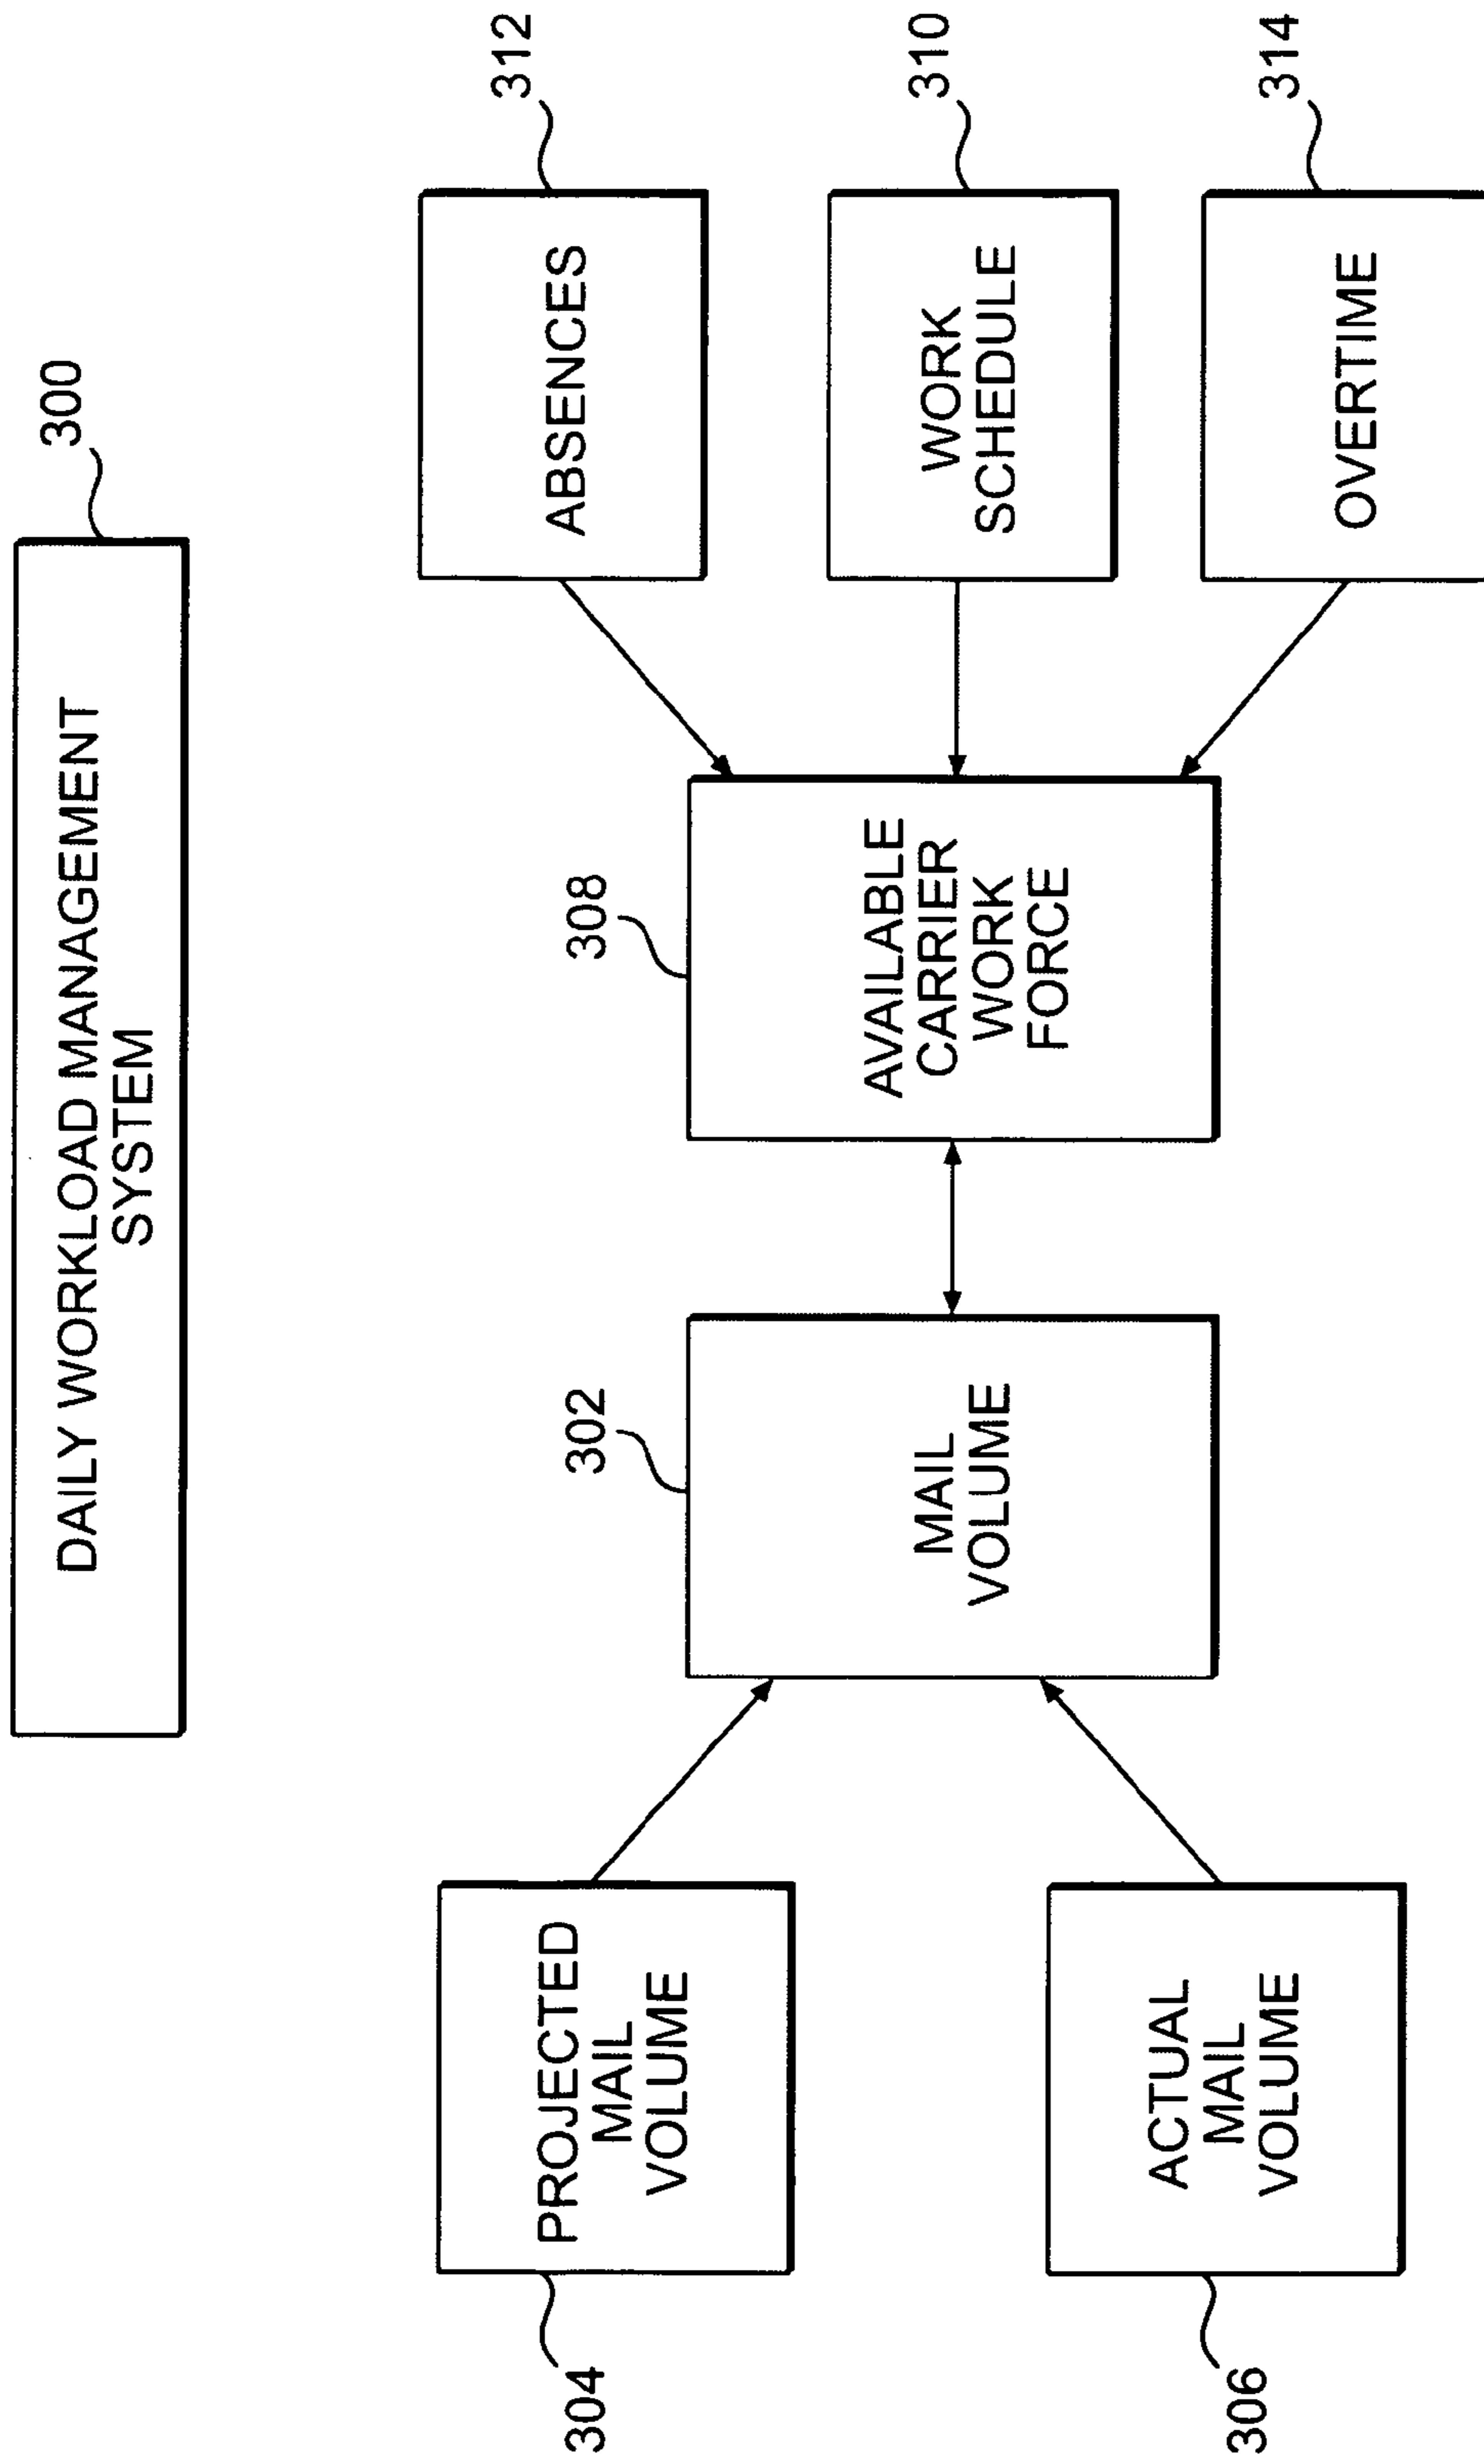 DAILY WORKLOAD MANAGEMENT
SYSTEM
300
304
PROJECTED
MAIL
VOLUME
306
ACTUAL
MAIL
VOLUME
302
MAIL
VOLUME
308
AVAILABLE
CARRIER
WORK
FORCE
312
ABSENCES
310
WORK
SCHEDULE
314
OVERTIME